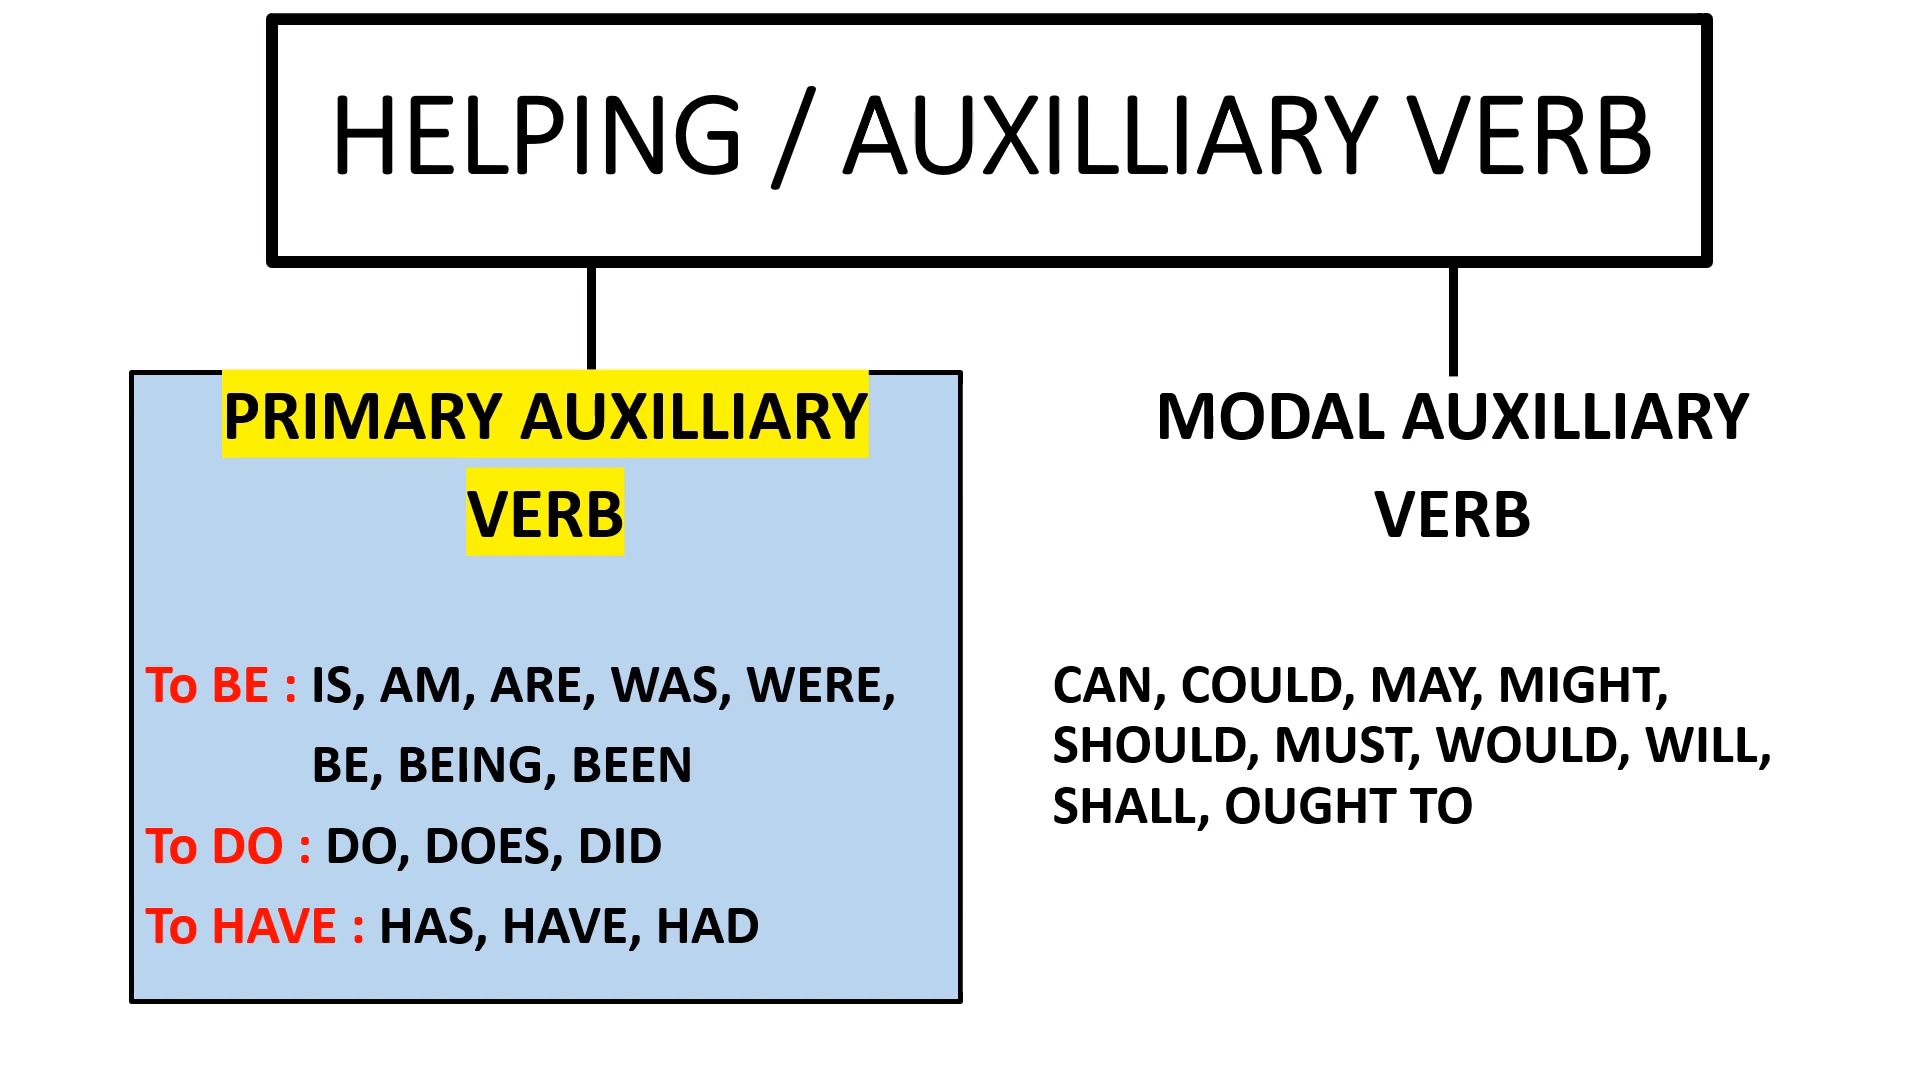 HELPING / AUXILLIARY VERB
PRIMARY AUXILLIARY
VERB
To BE : IS, AM, ARE, WAS, WERE,
BE, BEING, BEEN
To DO : DO, DOES, DID
To HAVE : HAS, HAVE, HAD
MODAL AUXILLIARY
VERB
CAN, COULD, MAY, MIGHT,
SHOULD, MUST, WOULD, WILL,
SHALL, OUGHT TO